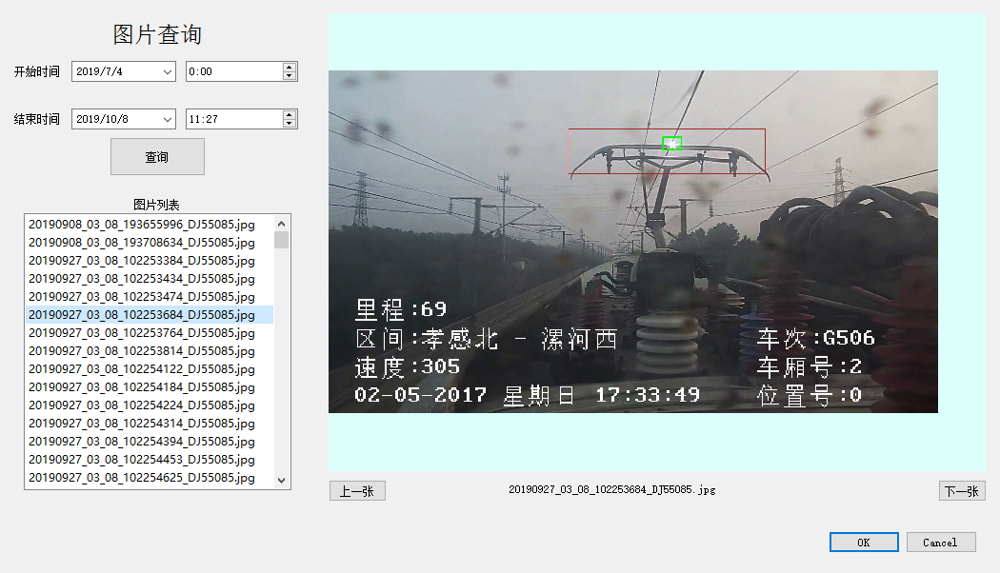 图片查询
开始时间 2019/7/4 0:00
结束时间 2019/10/8 11:27
查询
图片列表
20190908_03_08_193655996_DJ55085.jpg
20190908_03_08_193708634_DJ55085.jpg
20190927_03_08_102253384_DJ55085.jpg
20190927_03_08_102253434_DJ55085.jpg
20190927_03_08_102253474_DJ55085.jpg
20190927_03_08_102253684_DJ55085.jpg
20190927_03_08_102253764_DJ55085.jpg
20190927_03_08_102253814_DJ55085.jpg
20190927_03_08_102254122_DJ55085.jpg
20190927_03_08_102254184_DJ55085.jpg
20190927_03_08_102254224_DJ55085.jpg
20190927_03_08_102254314_DJ55085.jpg
20190927_03_08_102254394_DJ55085.jpg
20190927_03_08_102254453_DJ55085.jpg
20190927_03_08_102254625_DJ55085.jpg
里程:69
区间:孝感北 - 漯河西 车次:G506
速度:305 车厢号:2
02-05-2017 星期日 17:33:49 位置号:0
上一张 20190927_03_08_102253684_DJ55085.jpg 下一张
OK Cancel